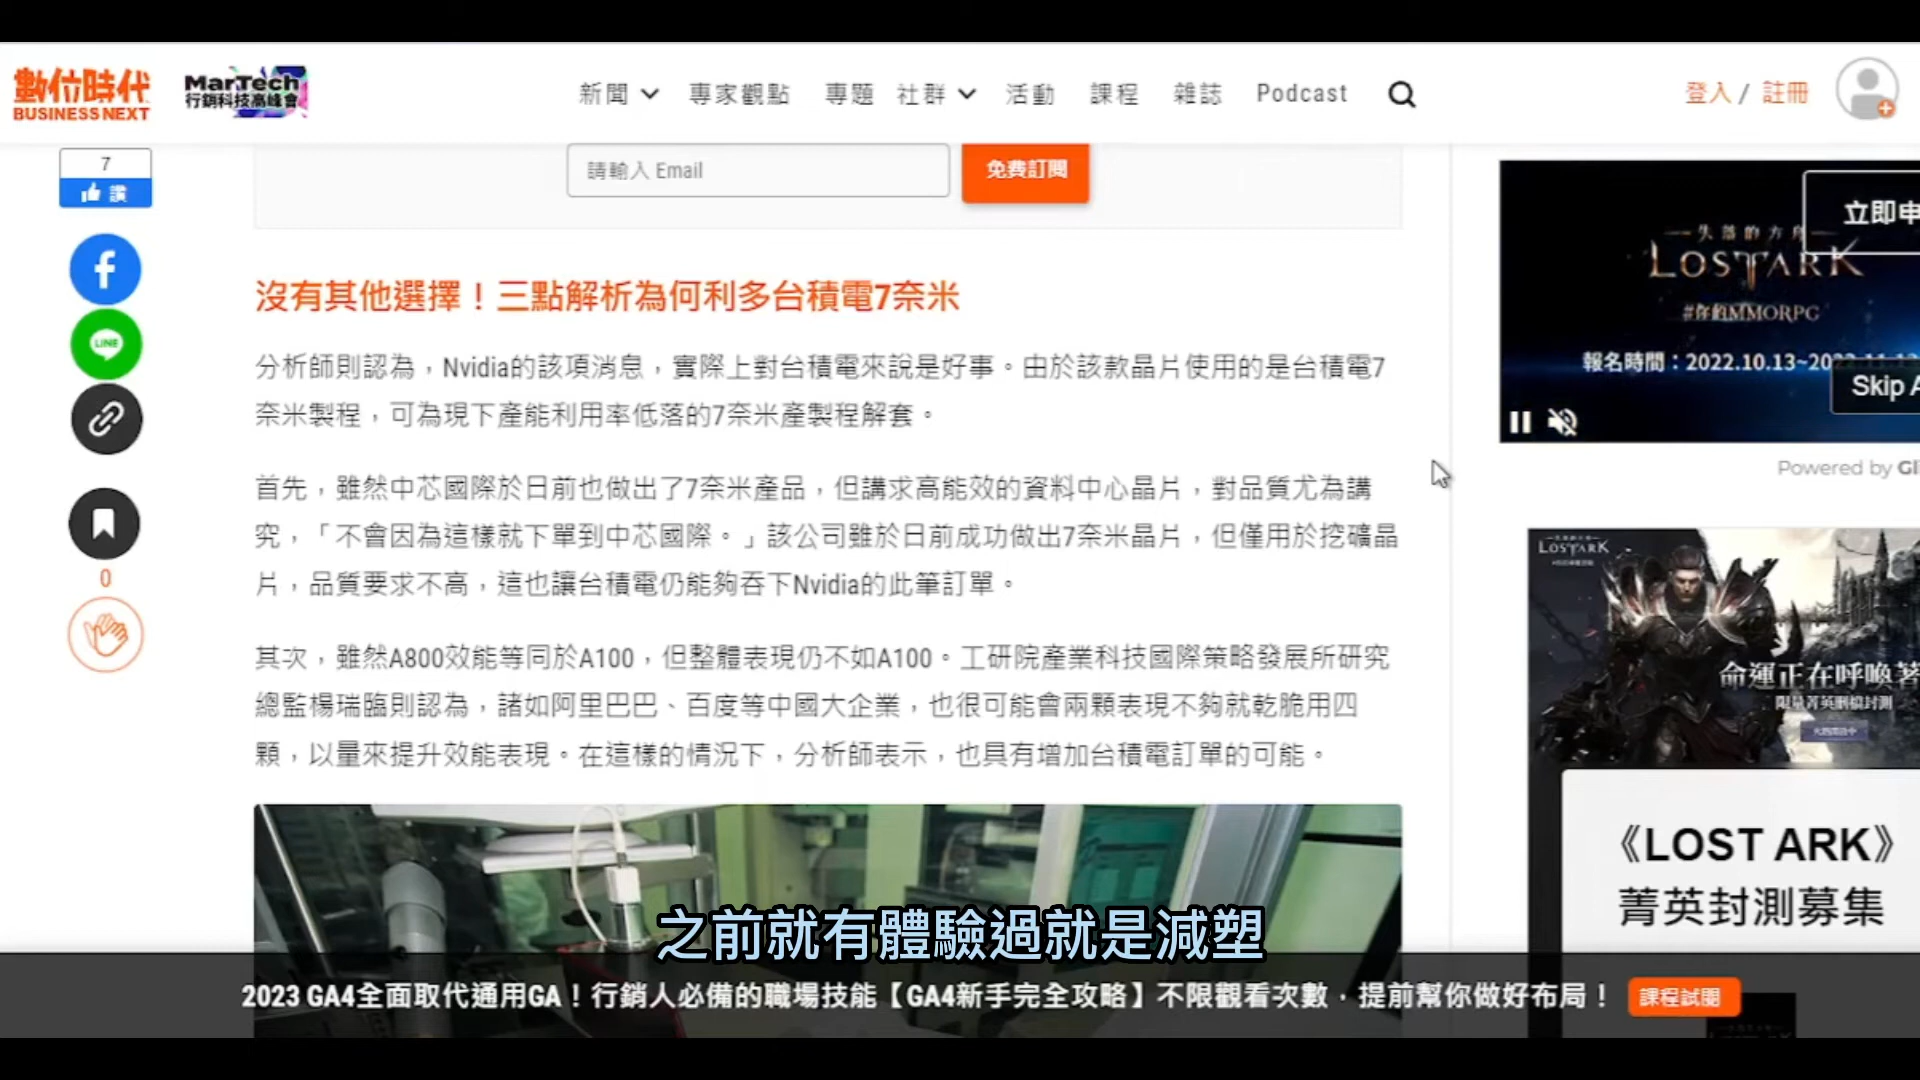 數位時代
BUSINESS NEXT
MarTech
行銷科技高峰會
新聞
專家觀點
專題
社群
活動
課程
雜誌
Podcast
登入 / 註冊
7
讚
請輸入 Email
免費訂閱
LINE
0
沒有其他選擇！三點解析為何利多台積電7奈米
分析師則認為，Nvidia的該項消息，實際上對台積電來說是好事。由於該款晶片使用的是台積電7
奈米製程，可為現下產能利用率低落的7奈米產製程解套。
首先，雖然中芯國際於日前也做出了7奈米產品，但講求高能效的資料中心晶片，對品質尤為講
究，「不會因為這樣就下單到中芯國際。」該公司雖於日前成功做出7奈米晶片，但僅用於挖礦晶
片，品質要求不高，這也讓台積電仍能夠吞下Nvidia的此筆訂單。
其次，雖然A800效能等同於A100，但整體表現仍不如A100。工研院產業科技國際策略發展所研究
總監楊瑞臨則認為，諸如阿里巴巴、百度等中國大企業，也很可能會兩顆表現不夠就乾脆用四
顆，以量來提升效能表現。在這樣的情況下，分析師表示，也具有增加台積電訂單的可能。
立即申
失落的方舟
LOST ARK
#你的MMORPG
報名時間：2022.10.13~20
Skip A
Powered by Gli
LOST ARK
命運正在呼喚著
限量菁英刪檔封測
《LOST ARK》
菁英封測募集
之前就有體驗過就是減塑
2023 GA4全面取代通用GA！行銷人必備的職場技能【GA4新手完全攻略】不限觀看次數，提前幫你做好布局！
課程試閱